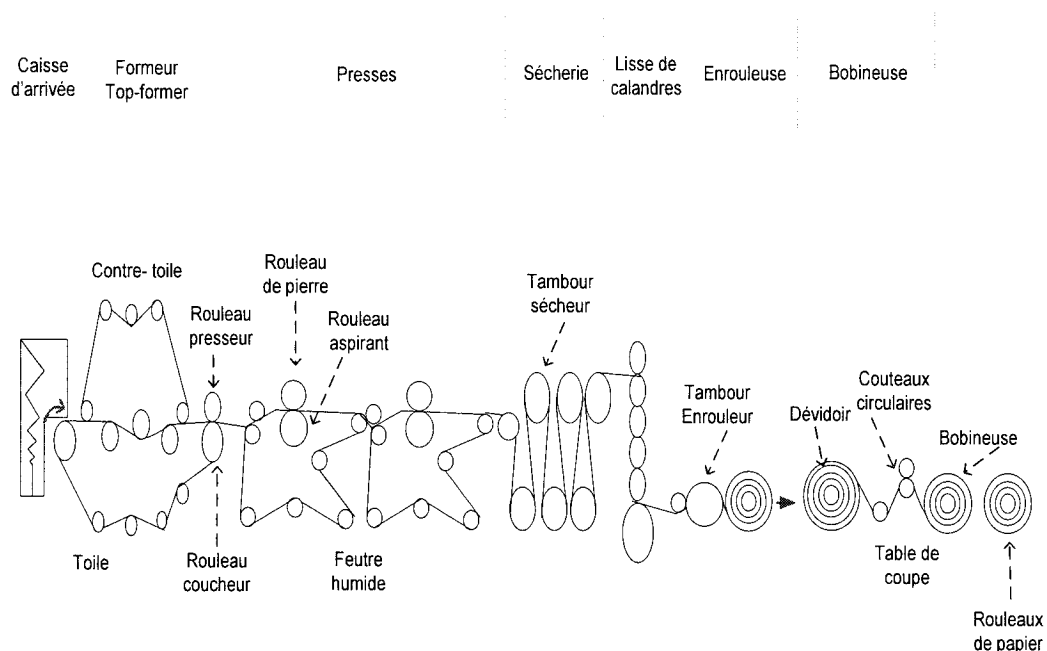 Caisse
d'arrivée
Formeur
Top-former
Presses
Sécherie
Lisse de
calandres
Enrouleuse
Bobineuse
Contre- toile
Rouleau
presseur
Rouleau
de pierre
Rouleau
aspirant
Tambour
sécheur
Tambour
Enrouleur
Dévidoir
Couteaux
circulaires
Bobineuse
Toile
Rouleau
coucheur
Feutre
humide
Table de
coupe
Rouleaux
de papier